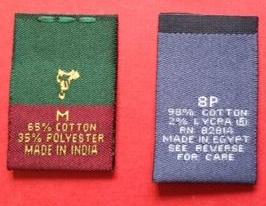 M
65% COTTON
35% POLYESTER
MADE IN INDIA
8P
98% COTTON
2% LYCRA ®
RN 82814
MADE IN EGYPT
SEE REVERSE
FOR CARE